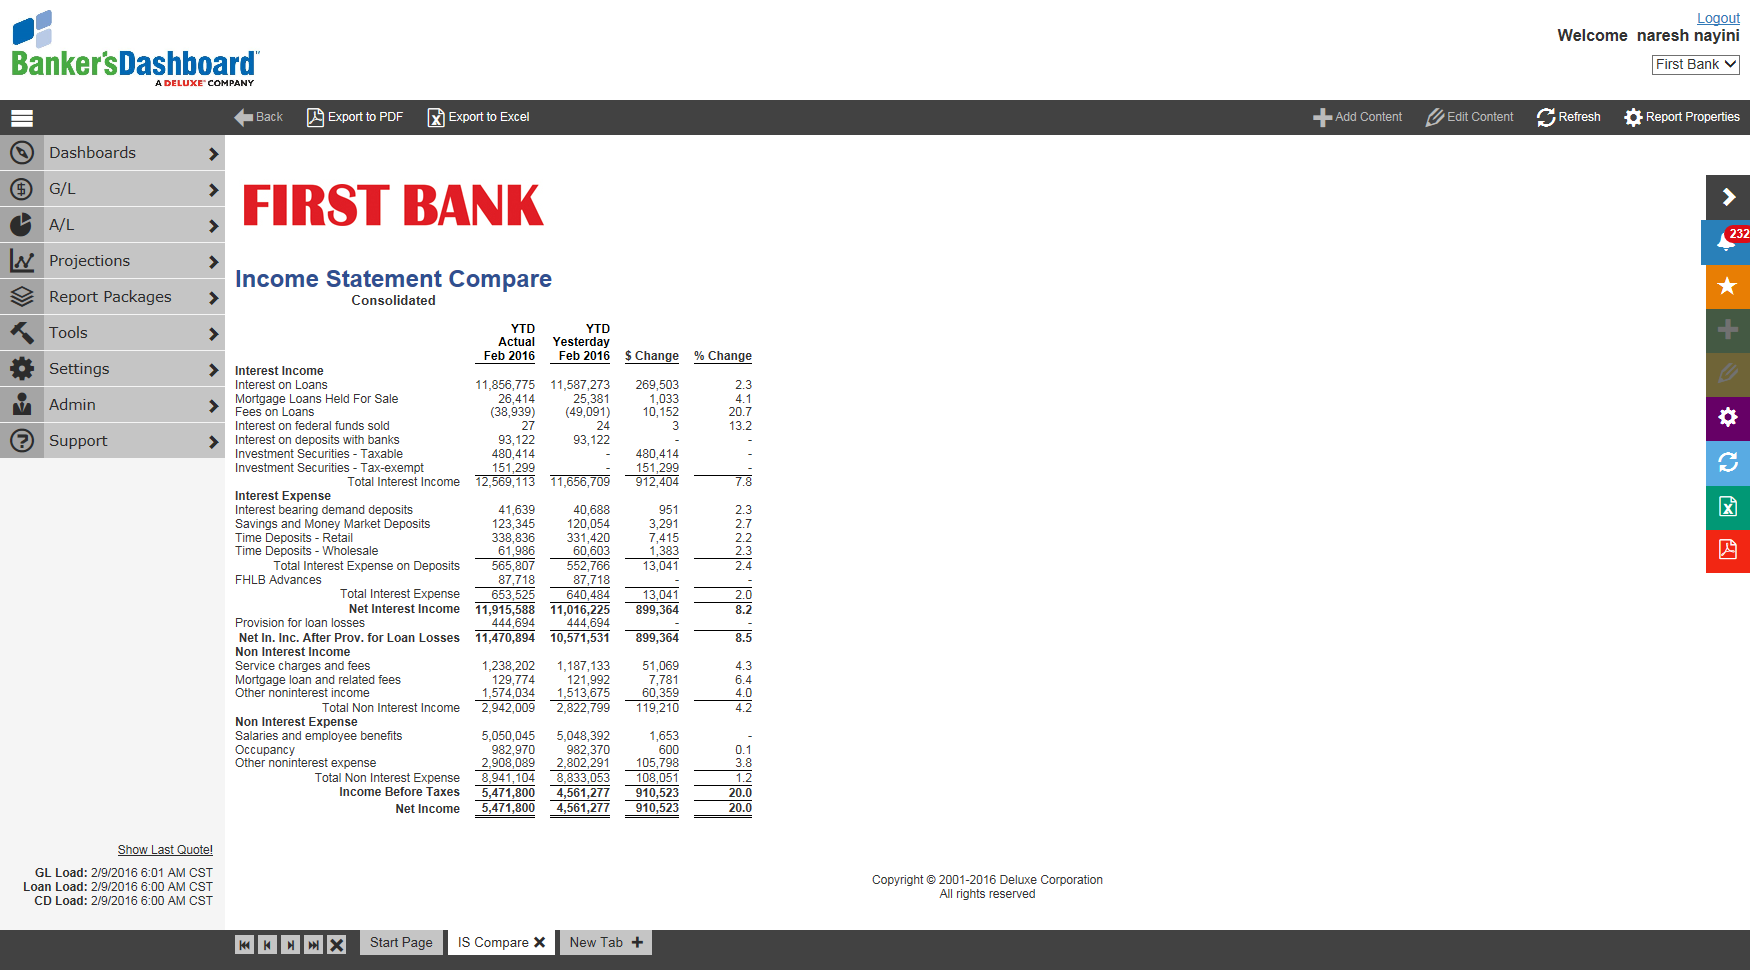 Logout
Banker'sDashboard
A DELUXE COMPANY
Welcome naresh nayini
First Bank
Back Export to PDF Export to Excel Add Content Edit Content Refresh Report Properties
Dashboards
G/L
A/L
Projections
Report Packages
Tools
Settings
Admin
Support
232
FIRST BANK
Income Statement Compare
Consolidated
YTD YTD
Actual Yesterday
Feb 2016 Feb 2016 $ Change % Change
Interest Income
Interest on Loans 11,856,775 11,587,273 269,503 2.3
Mortgage Loans Held For Sale 26,414 25,381 1,033 4.1
Fees on Loans (38,939) (49,091) 10,152 20.7
Interest on federal funds sold 27 24 3 13.2
Interest on deposits with banks 93,122 93,122 - -
Investment Securities - Taxable 480,414 - 480,414 -
Investment Securities - Tax-exempt 151,299 - 151,299 -
Total Interest Income 12,569,113 11,656,709 912,404 7.8
Interest Expense
Interest bearing demand deposits 41,639 40,688 951 2.3
Savings and Money Market Deposits 123,345 120,054 3,291 2.7
Time Deposits - Retail 338,836 331,420 7,415 2.2
Time Deposits - Wholesale 61,986 60,603 1,383 2.3
Total Interest Expense on Deposits 565,807 552,766 13,041 2.4
FHLB Advances 87,718 87,718 - -
Total Interest Expense 653,525 640,484 13,041 2.0
Net Interest Income 11,915,588 11,016,225 899,364 8.2
Provision for loan losses 444,694 444,694 - -
Net In. Inc. After Prov. for Loan Losses 11,470,894 10,571,531 899,364 8.5
Non Interest Income
Service charges and fees 1,238,202 1,187,133 51,069 4.3
Mortgage loan and related fees 129,774 121,992 7,781 6.4
Other noninterest income 1,574,034 1,513,675 60,359 4.0
Total Non Interest Income 2,942,009 2,822,799 119,210 4.2
Non Interest Expense
Salaries and employee benefits 5,050,045 5,048,392 1,653 -
Occupancy 982,970 982,370 600 0.1
Other noninterest expense 2,908,089 2,802,291 105,798 3.8
Total Non Interest Expense 8,941,104 8,833,053 108,051 1.2
Income Before Taxes 5,471,800 4,561,277 910,523 20.0
Net Income 5,471,800 4,561,277 910,523 20.0
Show Last Quote!
GL Load: 2/9/2016 6:01 AM CST
Loan Load: 2/9/2016 6:00 AM CST
CD Load: 2/9/2016 6:00 AM CST
Copyright © 2001-2016 Deluxe Corporation
All rights reserved
Start Page IS Compare New Tab